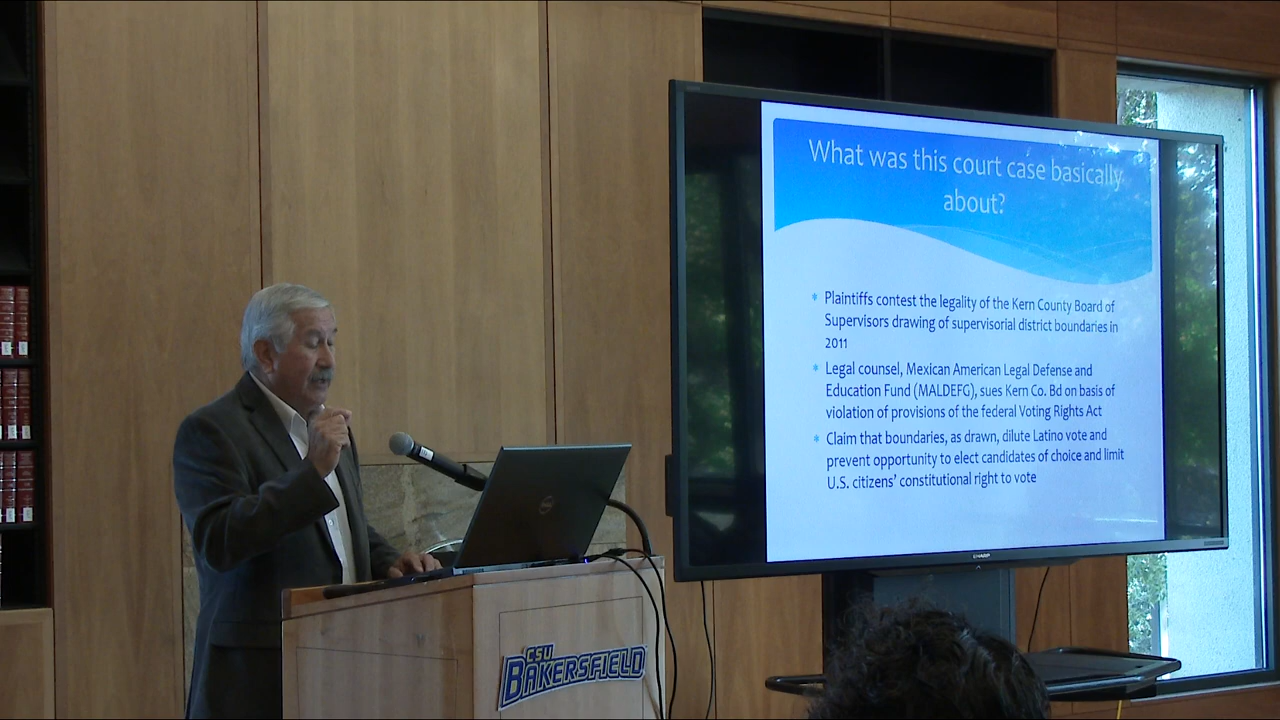 What was this court case basically
about?
* Plaintiffs contest the legality of the Kern County Board of
Supervisors drawing of supervisorial district boundaries in
2011
* Legal counsel, Mexican American Legal Defense and
Education Fund (MALDEFG), sues Kern Co. Bd on basis of
violation of provisions of the federal Voting Rights Act
* Claim that boundaries, as drawn, dilute Latino vote and
prevent opportunity to elect candidates of choice and limit
U.S. citizens' constitutional right to vote
SHARP
DELL
CSU
BAKERSFIELD